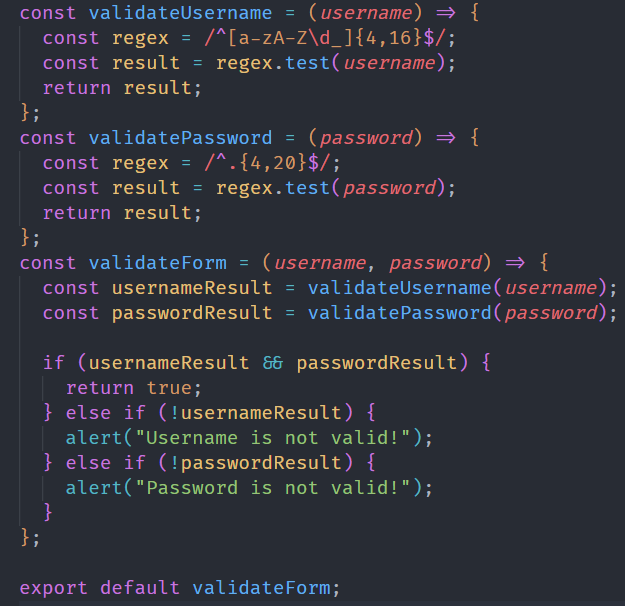 const validateUsername = (username) => {
  const regex = /^[a-zA-Z\d_]{4,16}$/;
  const result = regex.test(username);
  return result;
};
const validatePassword = (password) => {
  const regex = /^.{4,20}$/;
  const result = regex.test(password);
  return result;
};
const validateForm = (username, password) => {
  const usernameResult = validateUsername(username);
  const passwordResult = validatePassword(password);

  if (usernameResult && passwordResult) {
    return true;
  } else if (!usernameResult) {
    alert("Username is not valid!");
  } else if (!passwordResult) {
    alert("Password is not valid!");
  }
};

export default validateForm;